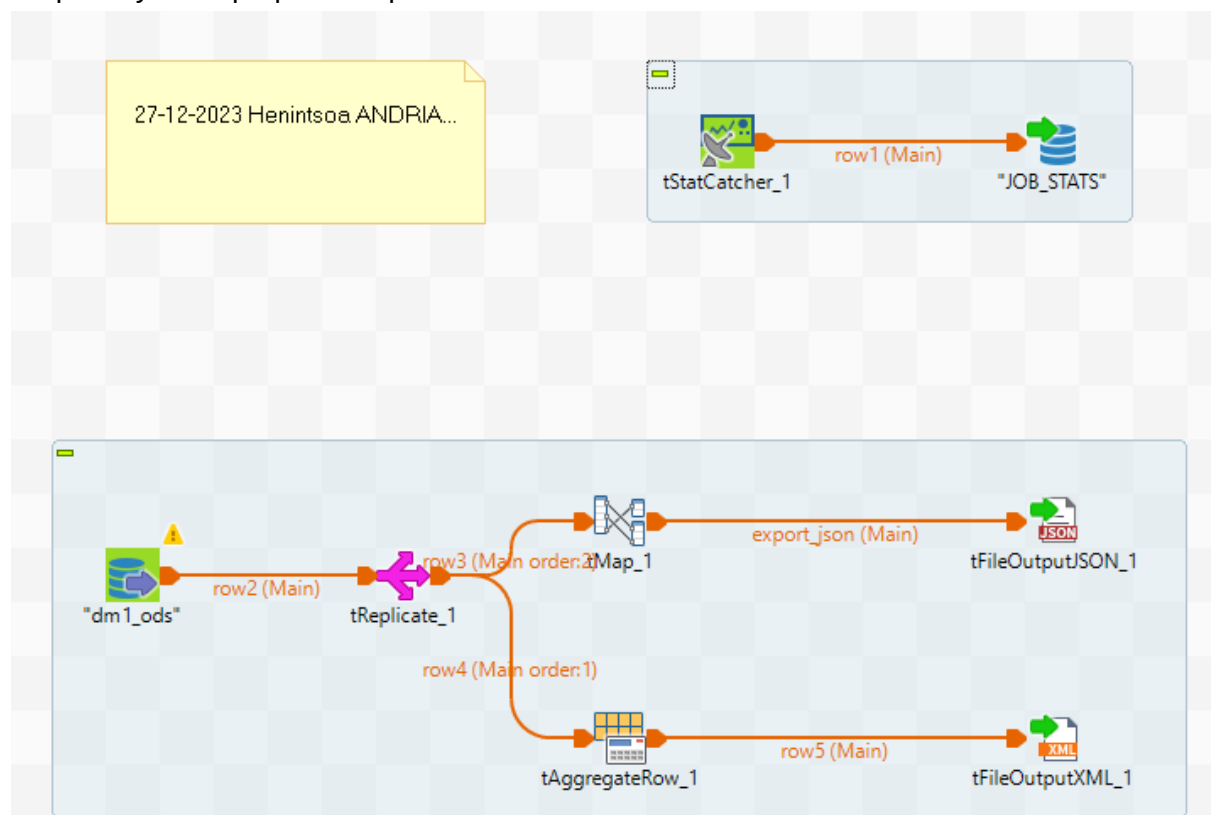 27-12-2023 Henintsoa ANDRIA...
row1 (Main)
tStatCatcher_1
"JOB_STATS"
row3 (Main order:2)
tMap_1
export_json (Main)
JSON
tFileOutputJSON_1
"dm1_ods"
row2 (Main)
tReplicate_1
row4 (Main order:1)
tAggregateRow_1
row5 (Main)
XML
tFileOutputXML_1